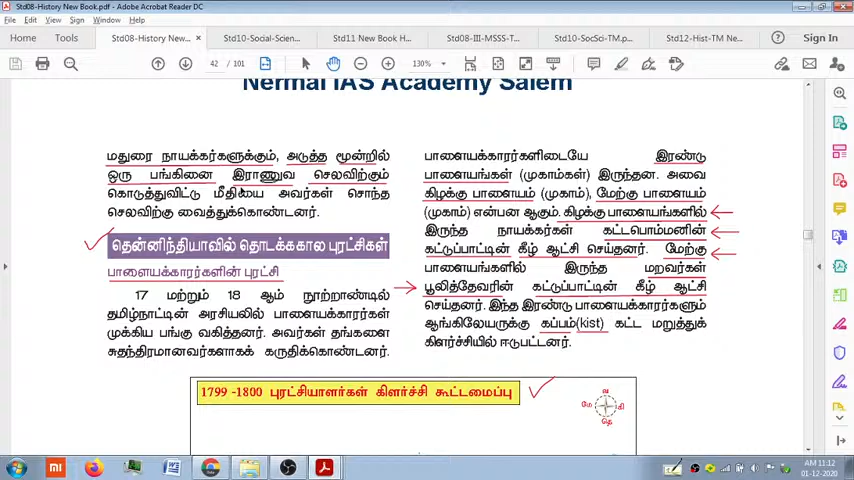 Std08-History New Book.pdf - Adobe Acrobat Reader DC
File Edit View Sign Window Help
Home Tools Std08-History New... × Std10-Social-Scien... Std11 New Book H... Std08-III-MSSS-T... Std10-SocSci-TM.p... Std12-Hist-TM Ne... Sign In
42 / 101 130%
Nermal IAS Academy Salem
மதுரை நாயக்கர்களுக்கும், அடுத்த மூன்றில்
ஒரு பங்கினை இராணுவ செலவிற்கும்
கொடுத்துவிட்டு மீதியை அவர்கள் சொந்த
செலவிற்கு வைத்துக்கொண்டனர்.
தென்னிந்தியாவில் தொடக்ககால புரட்சிகள்
பாளையக்காரர்களின் புரட்சி
17 மற்றும் 18 ஆம் நூற்றாண்டில்
தமிழ்நாட்டின் அரசியலில் பாளையக்காரர்கள்
முக்கிய பங்கு வகித்தனர். அவர்கள் தங்களை
சுதந்திரமானவர்களாகக் கருதிக்கொண்டனர்.
பாளையக்காரர்களிடையே இரண்டு
பாளையங்கள் (முகாம்கள்) இருந்தன. அவை
கிழக்கு பாளையம் (முகாம்), மேற்கு பாளையம்
(முகாம்) என்பன ஆகும். கிழக்கு பாளையங்களில்
இருந்த நாயக்கர்கள் கட்டபொம்மனின்
கட்டுப்பாட்டின் கீழ் ஆட்சி செய்தனர். மேற்கு
பாளையங்களில் இருந்த மறவர்கள்
பூலித்தேவரின் கட்டுப்பாட்டின் கீழ் ஆட்சி
செய்தனர். இந்த இரண்டு பாளையக்காரர்களும்
ஆங்கிலேயருக்கு கப்பம்(kist) கட்ட மறுத்துக்
கிளர்ச்சியில் ஈடுபட்டனர்.
1799 -1800 புரட்சியாளர்கள் கிளர்ச்சி கூட்டமைப்பு
வ
மே கி
தெ
AM 11:12
01-12-2020